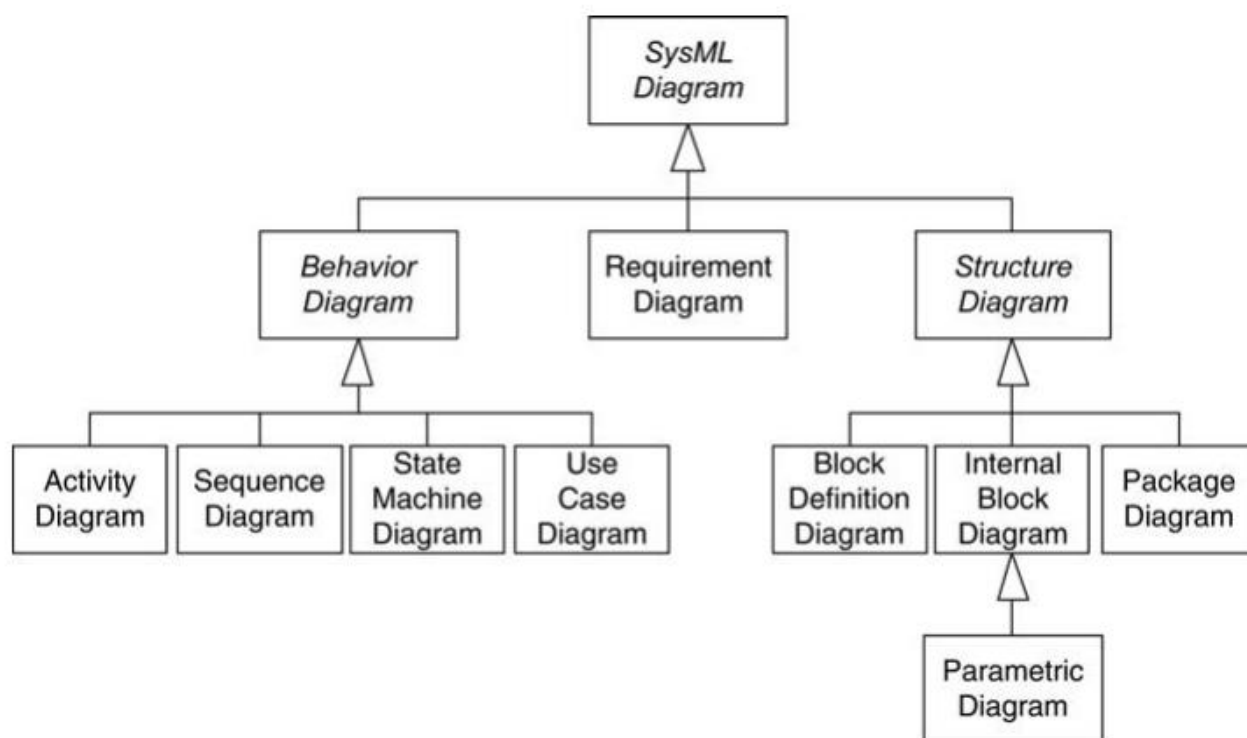 SysML
Diagram
Behavior
Diagram
Requirement
Diagram
Structure
Diagram
Activity
Diagram
Sequence
Diagram
State
Machine
Diagram
Use
Case
Diagram
Block
Definition
Diagram
Internal
Block
Diagram
Package
Diagram
Parametric
Diagram